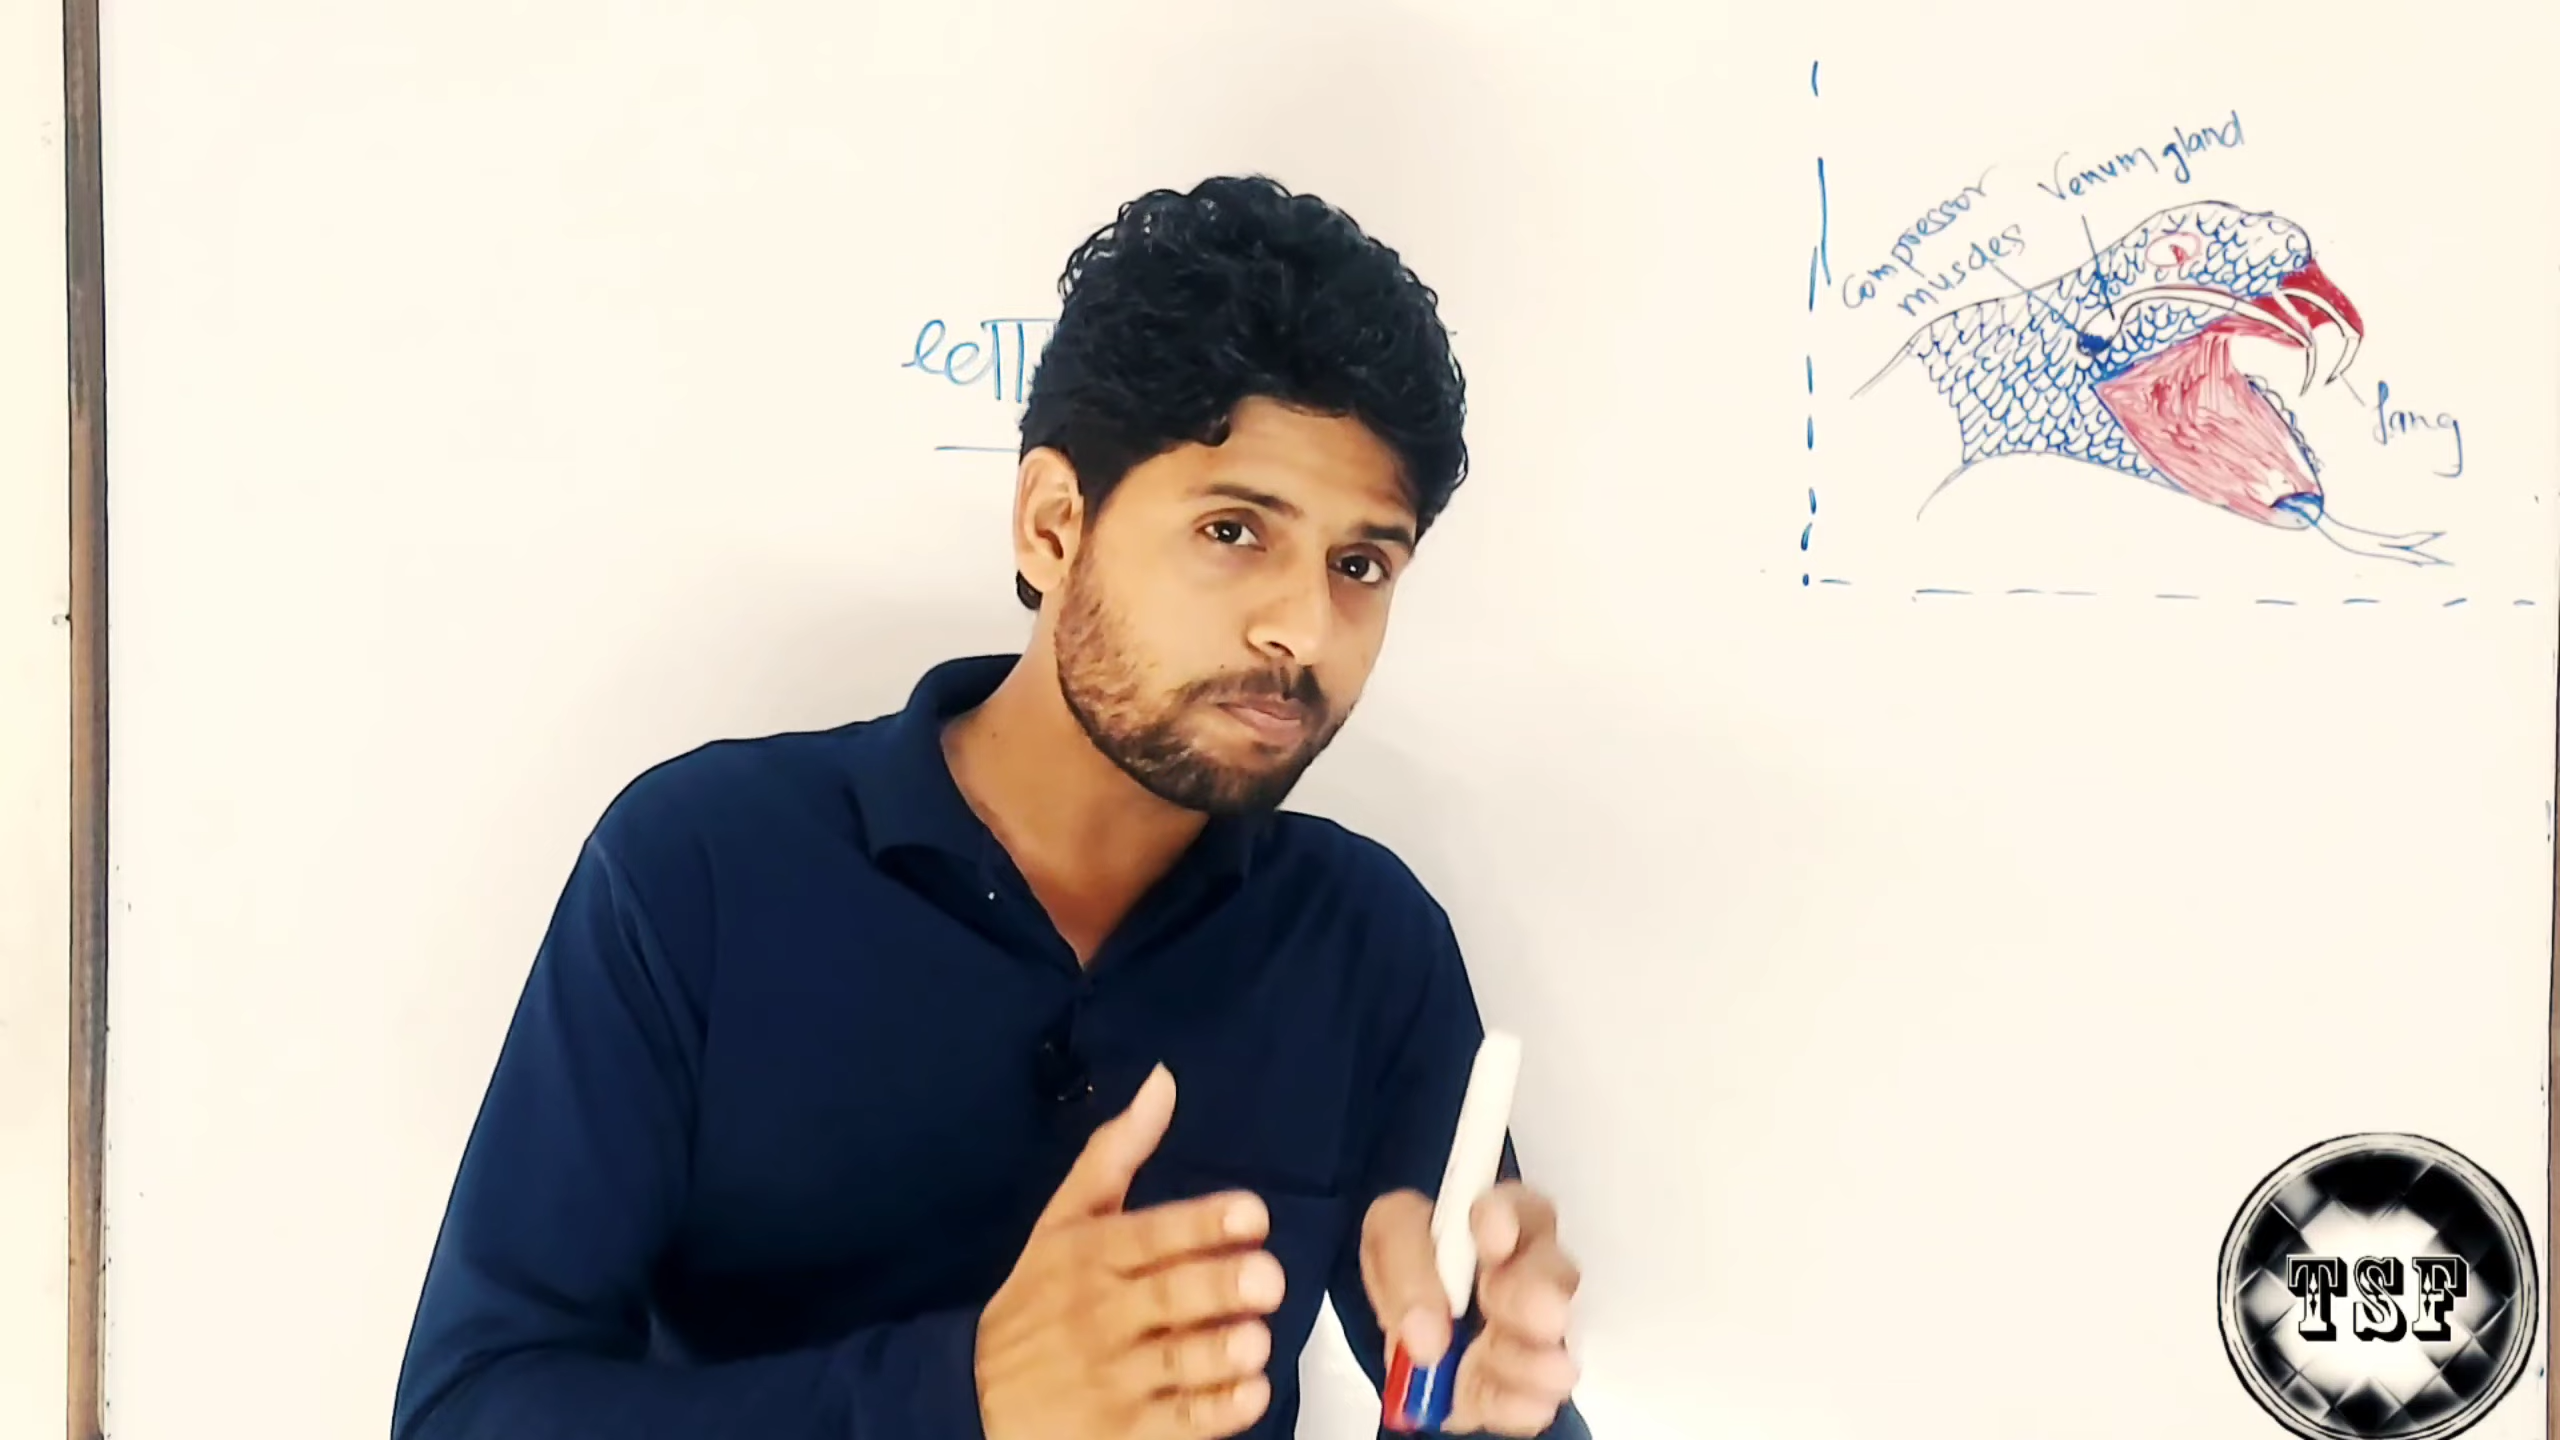 Compressor
muscles
Venum gland
fang
TSF